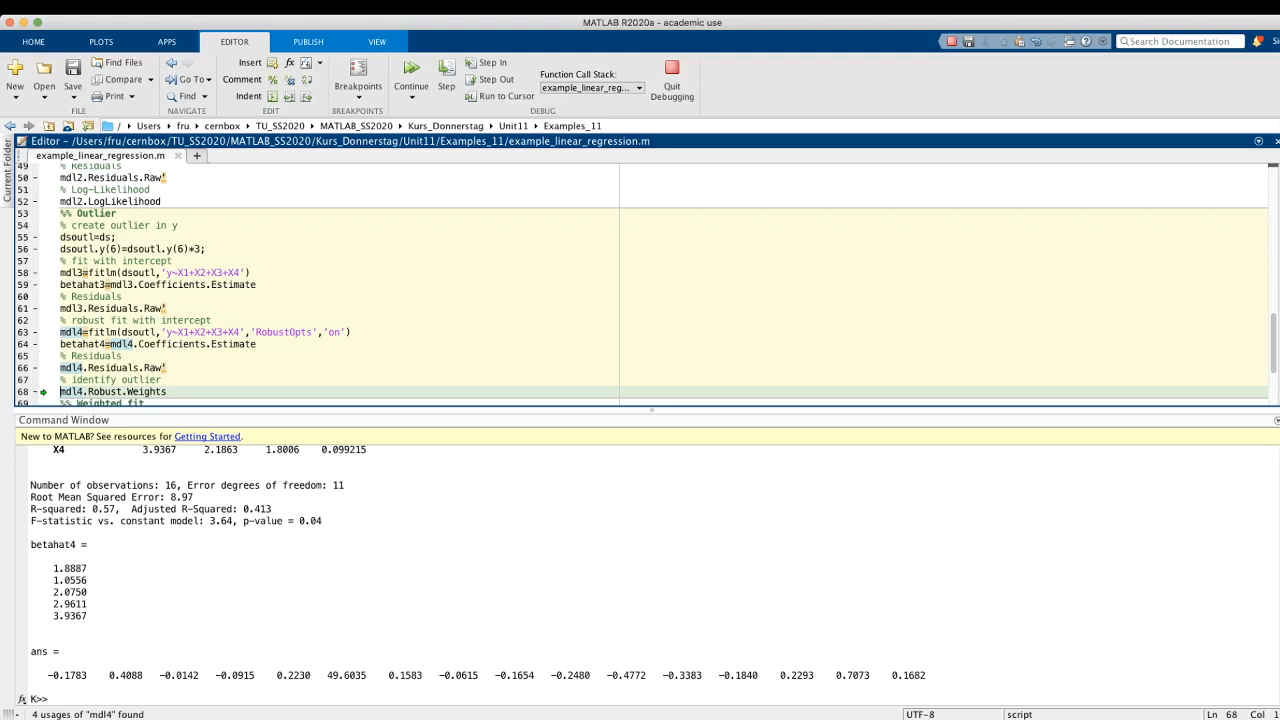 MATLAB R2020a - academic use
HOME PLOTS APPS EDITOR PUBLISH VIEW Search Documentation
New Open Save Find Files Compare Print Go To Find Insert fx Comment Indent Breakpoints Continue Step Step In Step Out Run to Cursor Function Call Stack: example_linear_reg... Quit Debugging
FILE NAVIGATE EDIT BREAKPOINTS DEBUG
/ Users fru cernbox TU_SS2020 MATLAB_SS2020 Kurs_Donnerstag Unit11 Examples_11
Current Folder
Editor - /Users/fru/cernbox/TU_SS2020/MATLAB_SS2020/Kurs_Donnerstag/Unit11/Examples_11/example_linear_regression.m
example_linear_regression.m × +
49 % Residuals
50 - mdl2.Residuals.Raw'
51 % Log-Likelihood
52 - mdl2.LogLikelihood
53 %% Outlier
54 % create outlier in y
55 - dsoutl=ds;
56 - dsoutl.y(6)=dsoutl.y(6)*3;
57 % fit with intercept
58 - mdl3=fitlm(dsoutl,'y~X1+X2+X3+X4')
59 - betahat3=mdl3.Coefficients.Estimate
60 % Residuals
61 - mdl3.Residuals.Raw'
62 % robust fit with intercept
63 - mdl4=fitlm(dsoutl,'y~X1+X2+X3+X4','RobustOpts','on')
64 - betahat4=mdl4.Coefficients.Estimate
65 % Residuals
66 - mdl4.Residuals.Raw'
67 % identify outlier
68 - mdl4.Robust.Weights
69 %% Weighted fit
Command Window
New to MATLAB? See resources for Getting Started.
X4 3.9367 2.1863 1.8006 0.099215
Number of observations: 16, Error degrees of freedom: 11
Root Mean Squared Error: 8.97
R-squared: 0.57, Adjusted R-Squared: 0.413
F-statistic vs. constant model: 3.64, p-value = 0.04
betahat4 =
1.8887
1.0556
2.0750
2.9611
3.9367
ans =
-0.1783 0.4088 -0.0142 -0.0915 0.2230 49.6035 0.1583 -0.0615 -0.1654 -0.2480 -0.4772 -0.3383 -0.1840 0.2293 0.7073 0.1682
fx K>>
4 usages of "mdl4" found UTF-8 script Ln 68 Col 1